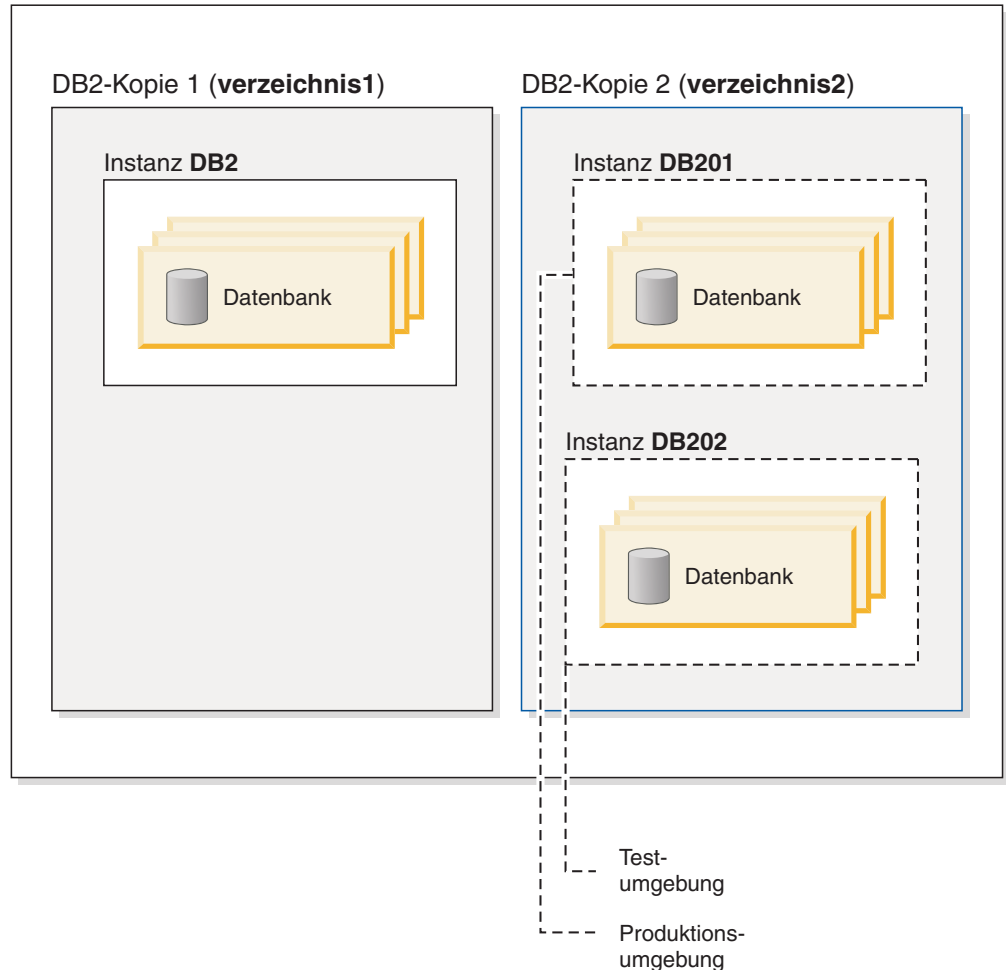 DB2-Kopie 1 (verzeichnis1)
DB2-Kopie 2 (verzeichnis2)
Instanz DB2
Instanz DB201
Datenbank
Datenbank
Instanz DB202
Datenbank
Test-
umgebung
Produktions-
umgebung